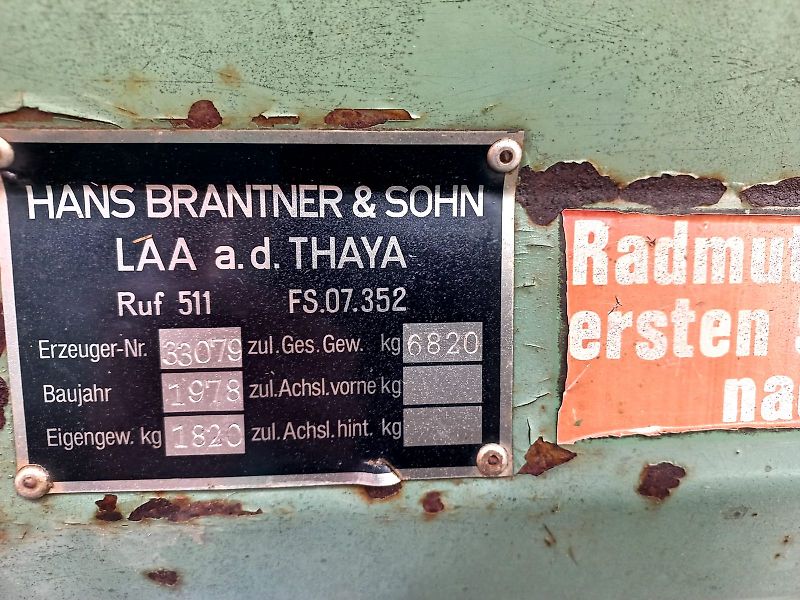 HANS BRANTNER & SOHN
LAA a.d. THAYA
Ruf 511 FS.07.352
Erzeuger-Nr. 33079 zul. Ges. Gew. kg 6820
Baujahr 1978 zul. Achsl. vorne kg
Eigengew. kg 1820 zul. Achsl. hint. kg
Radmut
ersten
na